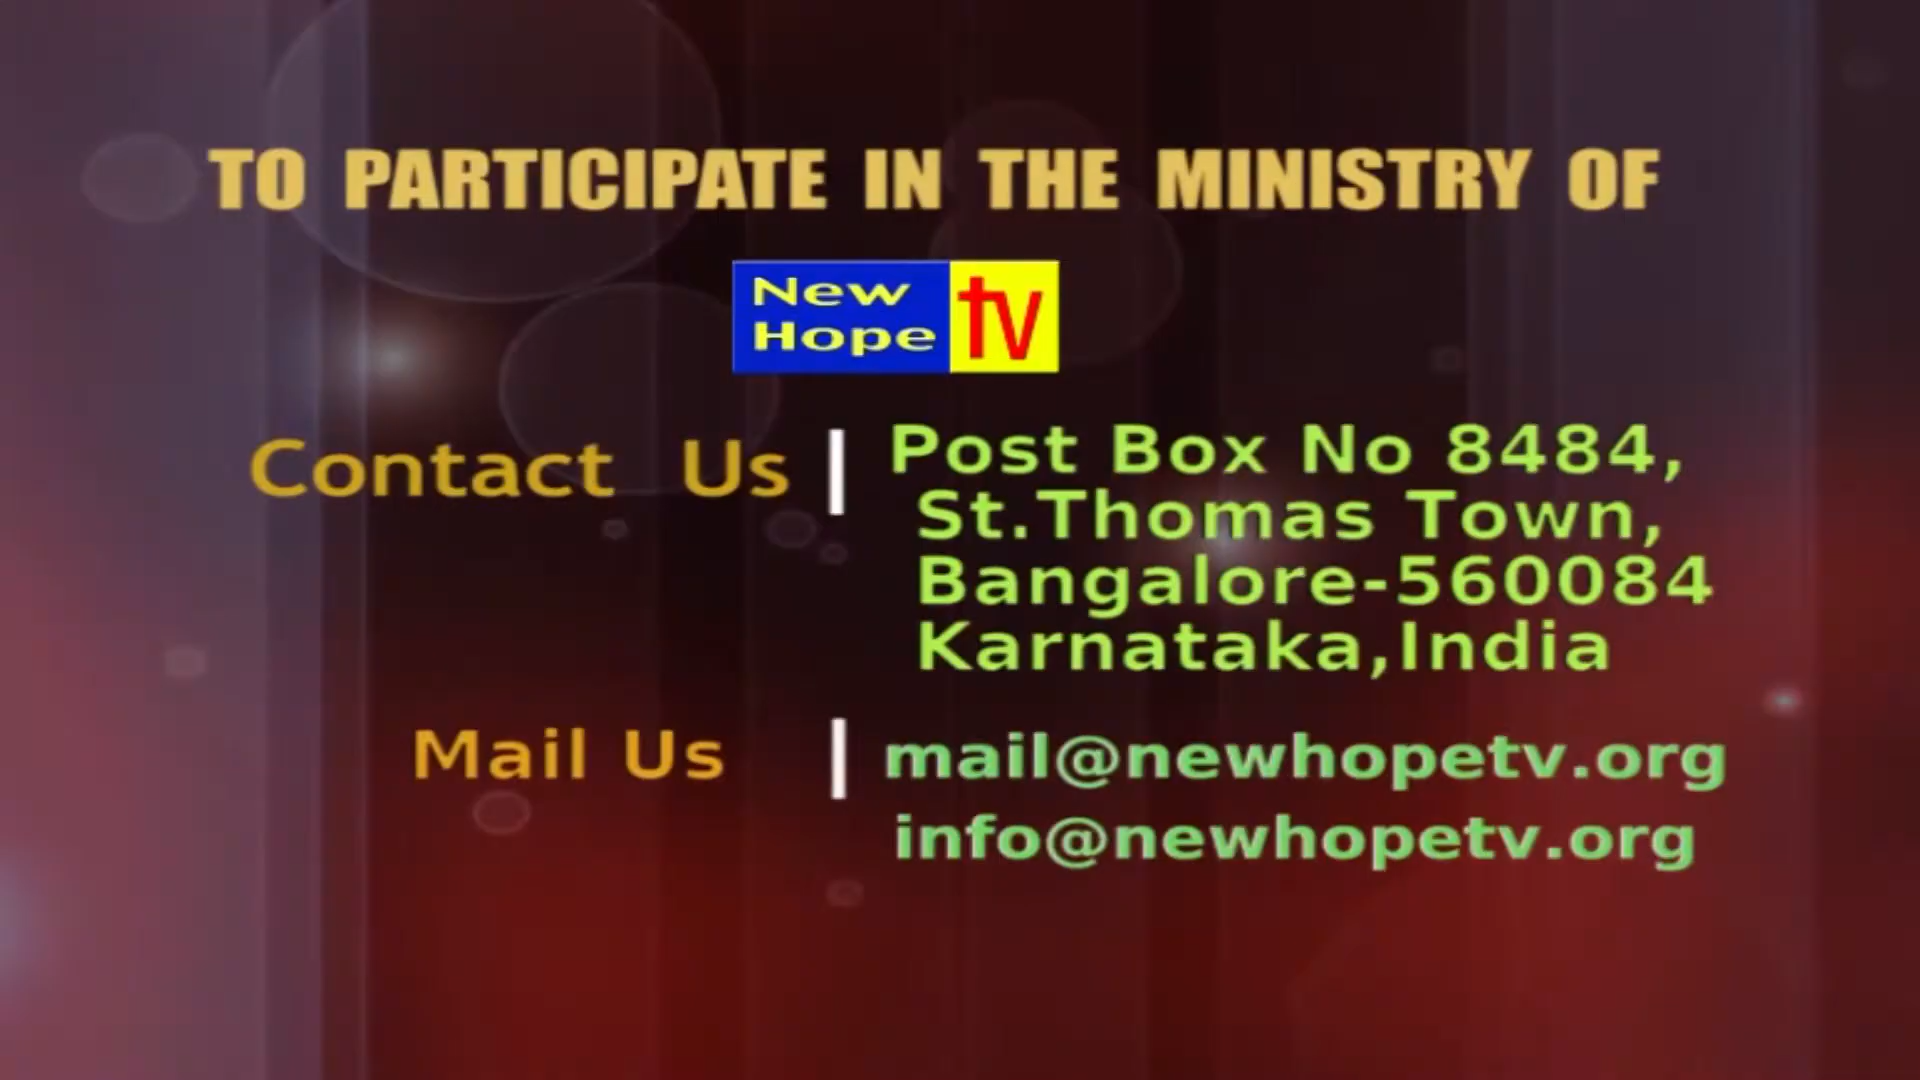 TO PARTICIPATE IN THE MINISTRY OF
New
Hope
tv
Contact Us | Post Box No 8484,
St.Thomas Town,
Bangalore-560084
Karnataka,India
Mail Us | mail@newhopetv.org
info@newhopetv.org